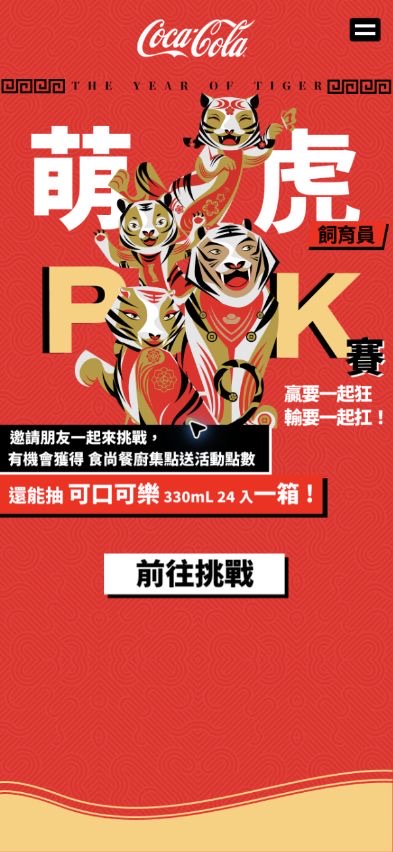 Coca-Cola
THE YEAR OF TIGER
萌虎
飼育員
PK
賽
贏要一起狂
輸要一起扛！
邀請朋友一起來挑戰，
有機會獲得 食尚餐廚集點送活動點數
還能抽 可口可樂 330mL 24 入一箱！
前往挑戰